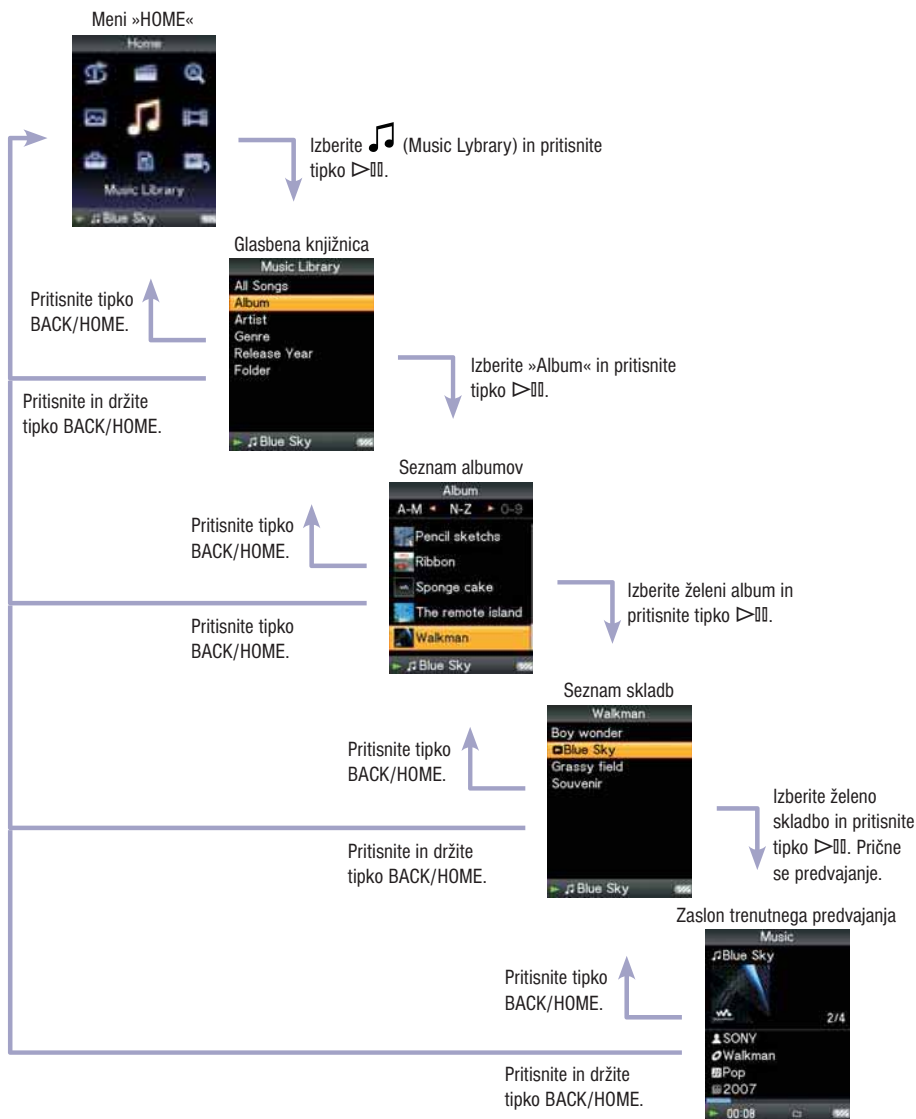 Meni »HOME«
Home
Music Library
Blue Sky
Izberite (Music Lybrary) in pritisnite
tipko ▷II.
Glasbena knjižnica
Music Library
All Songs
Album
Artist
Genre
Release Year
Folder
Blue Sky
Pritisnite tipko
BACK/HOME.
Izberite »Album« in pritisnite
tipko ▷II.
Pritisnite in držite
tipko BACK/HOME.
Seznam albumov
Album
A-M N-Z 0-9
Pencil sketchs
Ribbon
Sponge cake
The remote island
Walkman
Blue Sky
Pritisnite tipko
BACK/HOME.
Izberite želeni album in
pritisnite tipko ▷II.
Pritisnite tipko
BACK/HOME.
Seznam skladb
Walkman
Boy wonder
Blue Sky
Grassy field
Souvenir
Blue Sky
Pritisnite tipko
BACK/HOME.
Izberite želeno
skladbo in pritisnite
tipko ▷II. Prične
se predvajanje.
Pritisnite in držite
tipko BACK/HOME.
Zaslon trenutnega predvajanja
Music
Blue Sky
2/4
SONY
Walkman
Pop
2007
00:08
Pritisnite tipko
BACK/HOME.
Pritisnite in držite
tipko BACK/HOME.